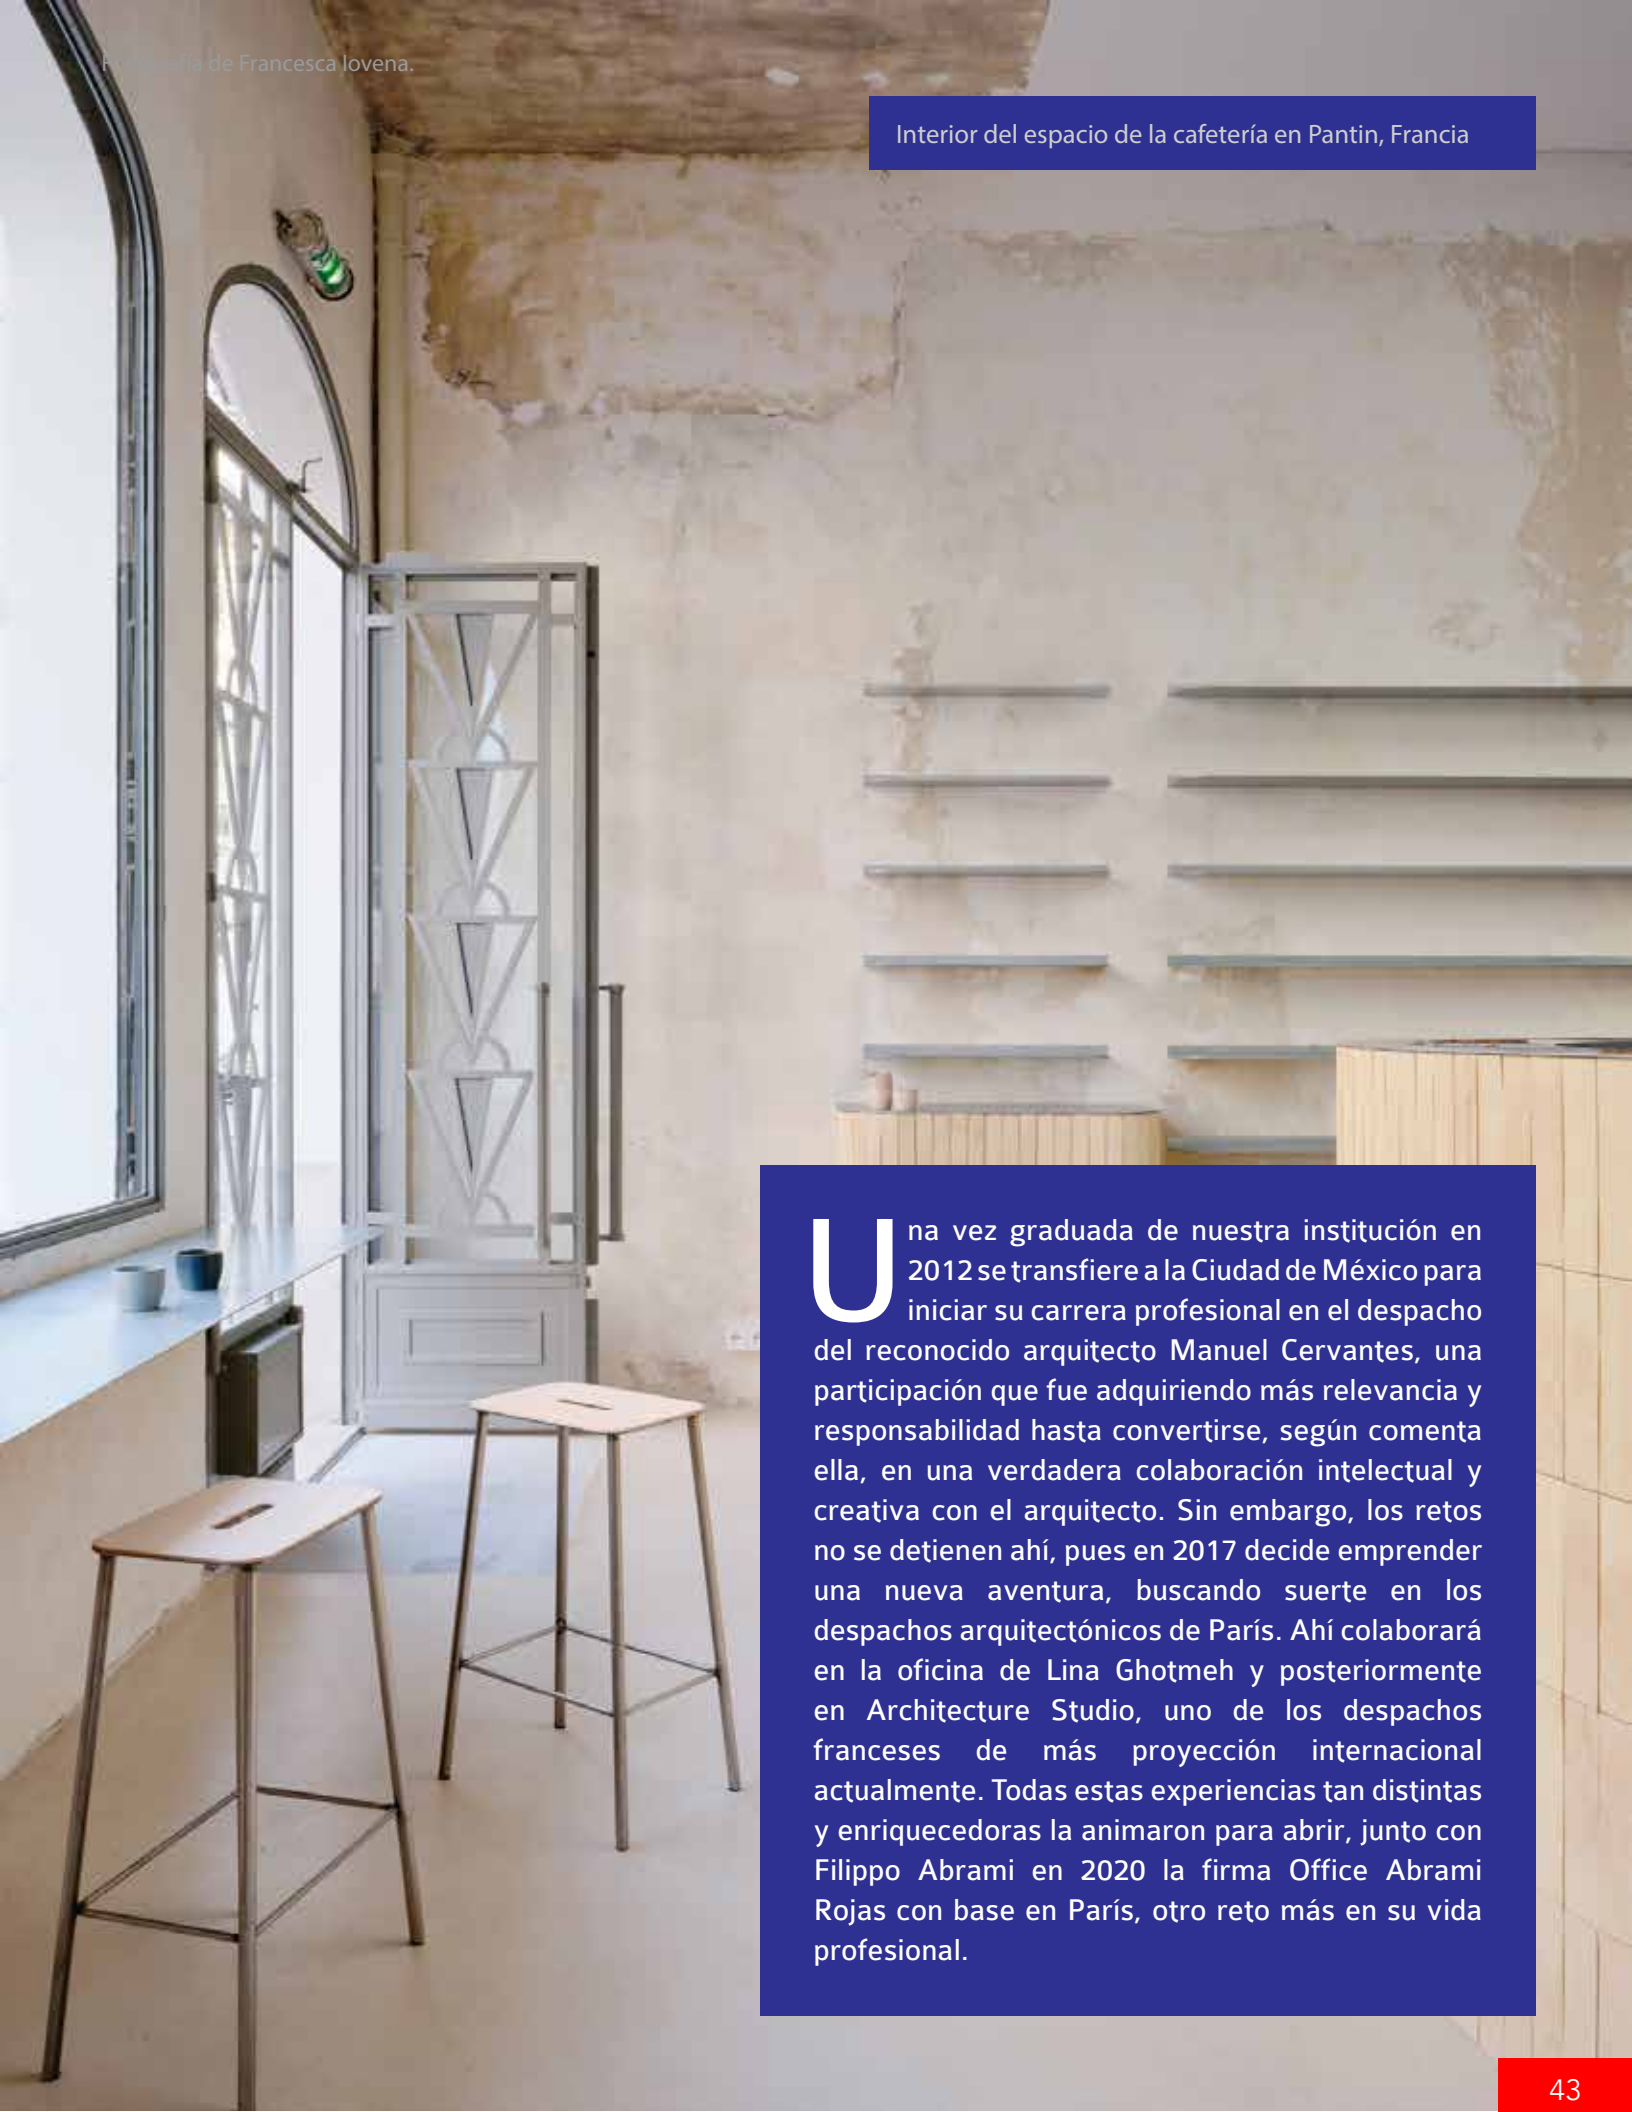 Fotografía de Francesca Iovena.
Interior del espacio de la cafetería en Pantin, Francia
Una vez graduada de nuestra institución en
2012 se transfiere a la Ciudad de México para
iniciar su carrera profesional en el despacho
del reconocido arquitecto Manuel Cervantes, una
participación que fue adquiriendo más relevancia y
responsabilidad hasta convertirse, según comenta
ella, en una verdadera colaboración intelectual y
creativa con el arquitecto. Sin embargo, los retos
no se detienen ahí, pues en 2017 decide emprender
una nueva aventura, buscando suerte en los
despachos arquitectónicos de París. Ahí colaborará
en la oficina de Lina Ghotmeh y posteriormente
en Architecture Studio, uno de los despachos
franceses de más proyección internacional
actualmente. Todas estas experiencias tan distintas
y enriquecedoras la animaron para abrir, junto con
Filippo Abrami en 2020 la firma Office Abrami
Rojas con base en París, otro reto más en su vida
profesional.
43